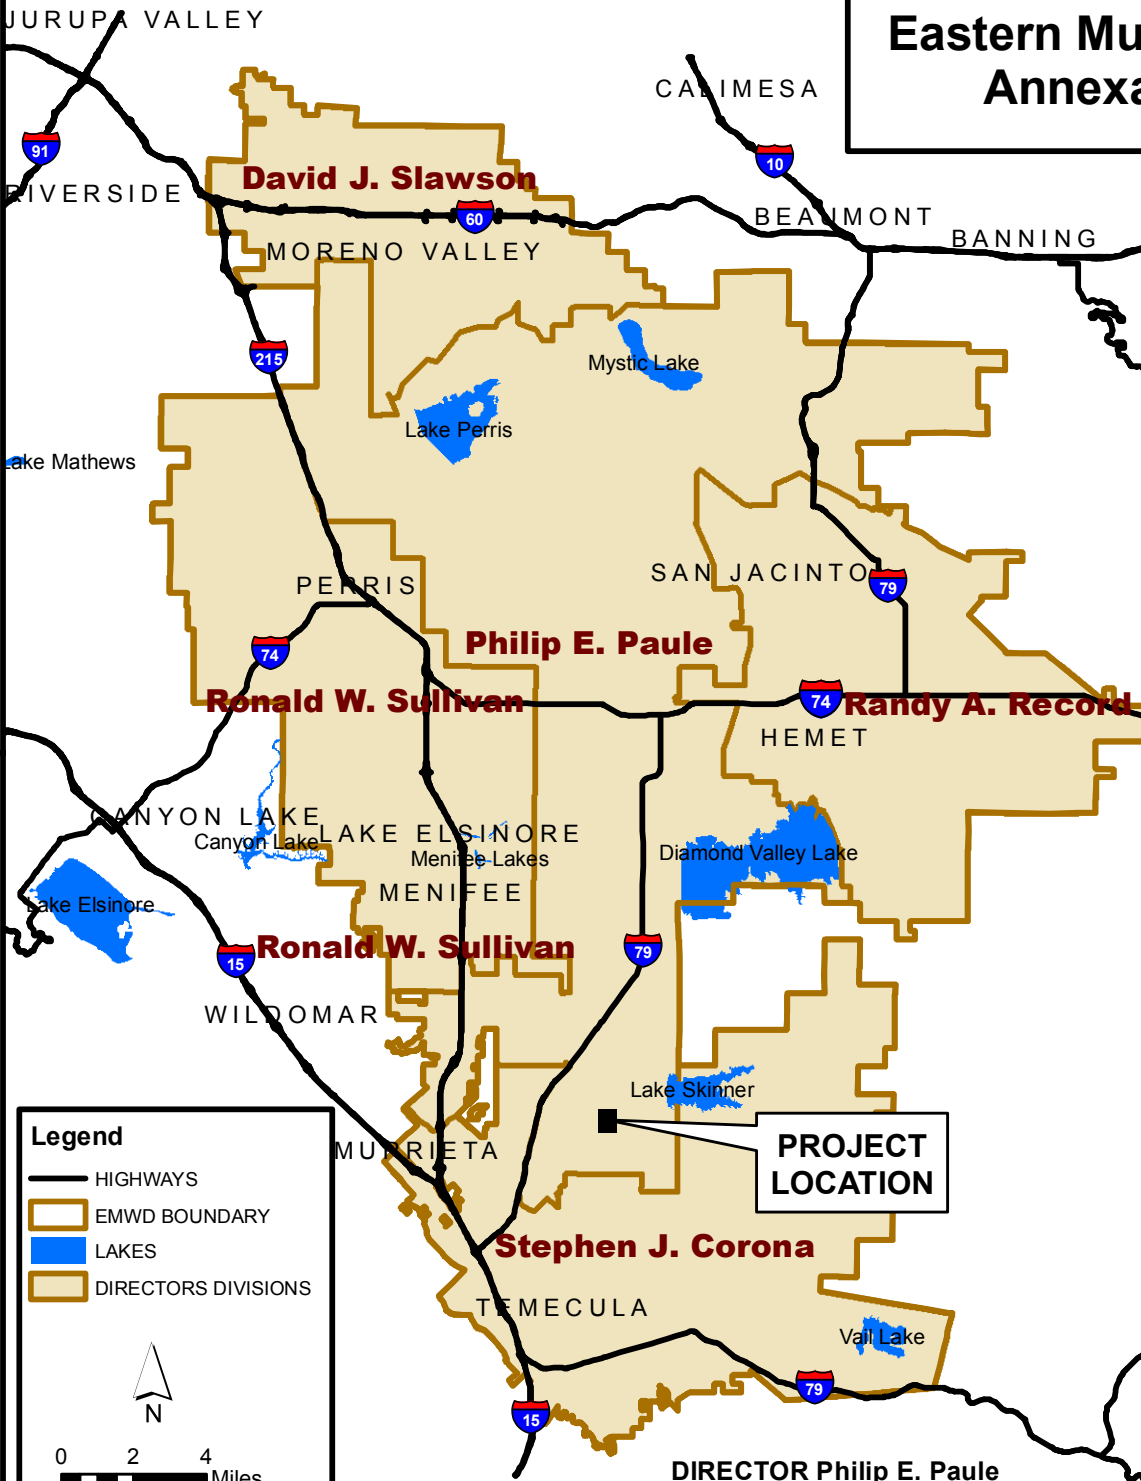 JURUPA VALLEY
Eastern Mu
Annexa
CALIMESA
91
10
RIVERSIDE
David J. Slawson
60
BEAUMONT
BANNING
MORENO VALLEY
215
Mystic Lake
Lake Perris
Lake Mathews
SAN JACINTO
79
PERRIS
74
Philip E. Paule
Ronald W. Sullivan
74
Randy A. Record
HEMET
CANYON LAKE
Canyon Lake
LAKE ELSINORE
Menifee Lakes
Diamond Valley Lake
MENIFEE
Lake Elsinore
15
Ronald W. Sullivan
79
WILDOMAR
Lake Skinner
PROJECT
LOCATION
MURRIETA
Stephen J. Corona
TEMECULA
Vail Lake
79
15
Legend
HIGHWAYS
EMWD BOUNDARY
LAKES
DIRECTORS DIVISIONS
N
0 2 4
Miles
DIRECTOR Philip E. Paule